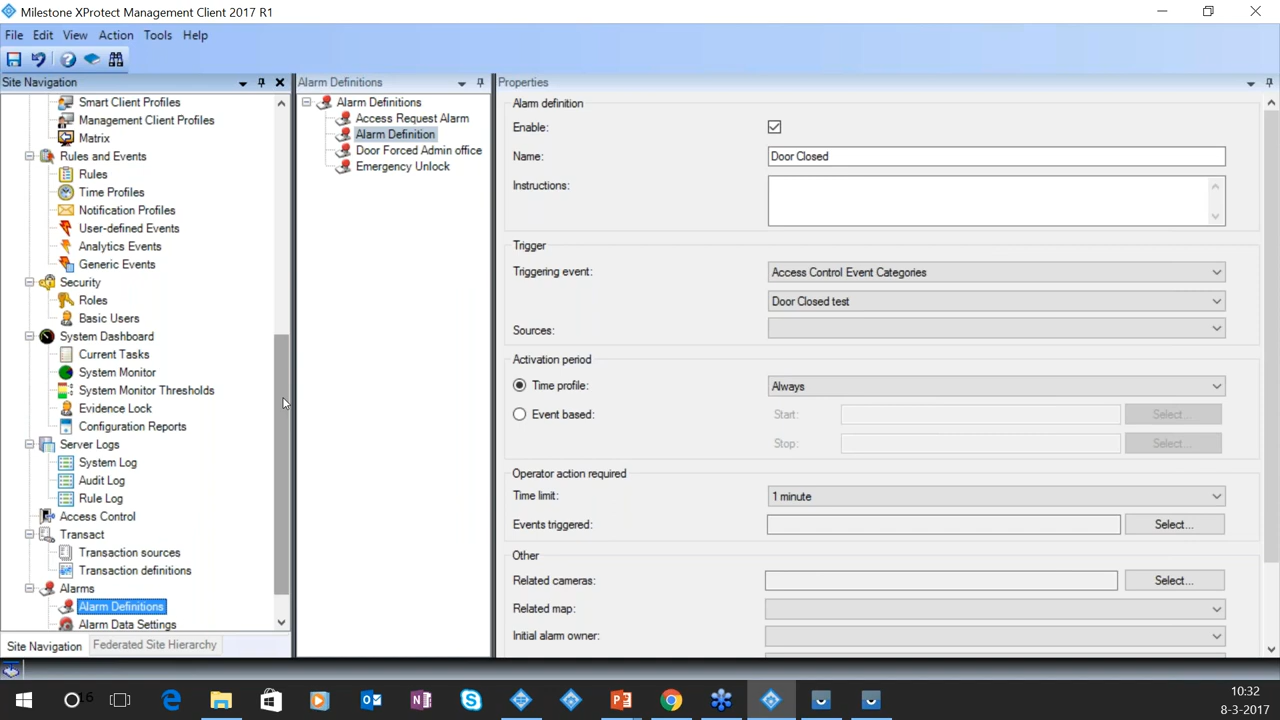 Milestone XProtect Management Client 2017 R1
File Edit View Action Tools Help
Site Navigation
Smart Client Profiles
Management Client Profiles
Matrix
Rules and Events
Rules
Time Profiles
Notification Profiles
User-defined Events
Analytics Events
Generic Events
Security
Roles
Basic Users
System Dashboard
Current Tasks
System Monitor
System Monitor Thresholds
Evidence Lock
Configuration Reports
Server Logs
System Log
Audit Log
Rule Log
Access Control
Transact
Transaction sources
Transaction definitions
Alarms
Alarm Definitions
Alarm Data Settings
Site Navigation Federated Site Hierarchy
Alarm Definitions
Alarm Definitions
Access Request Alarm
Alarm Definition
Door Forced Admin office
Emergency Unlock
Properties
Alarm definition
Enable:
Name: Door Closed
Instructions:
Trigger
Triggering event: Access Control Event Categories
Door Closed test
Sources:
Activation period
Time profile: Always
Event based: Start: Select...
Stop: Select...
Operator action required
Time limit: 1 minute
Events triggered: Select...
Other
Related cameras: Select...
Related map:
Initial alarm owner:
16
10:32
8-3-2017